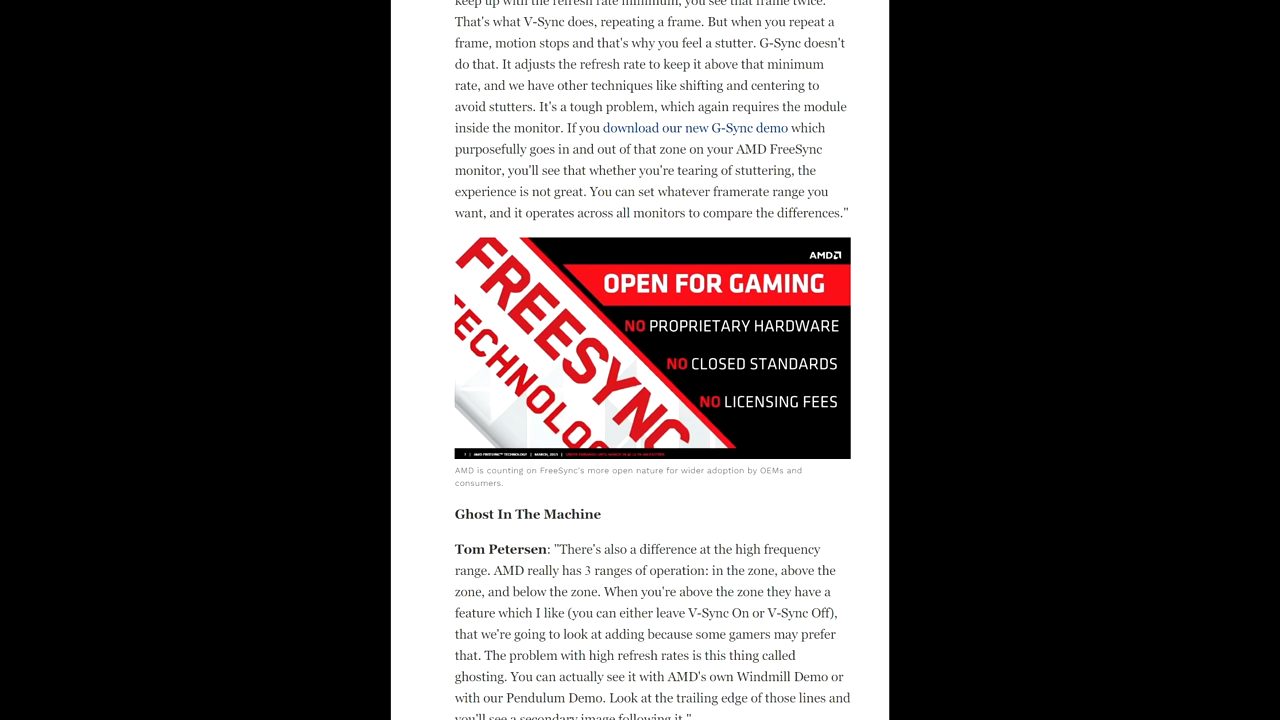 keep up with the refresh rate minimum, you see that frame twice.
That's what V-Sync does, repeating a frame. But when you repeat a
frame, motion stops and that's why you feel a stutter. G-Sync doesn't
do that. It adjusts the refresh rate to keep it above that minimum
rate, and we have other techniques like shifting and centering to
avoid stutters. It's a tough problem, which again requires the module
inside the monitor. If you download our new G-Sync demo which
purposefully goes in and out of that zone on your AMD FreeSync
monitor, you'll see that whether you're tearing of stuttering, the
experience is not great. You can set whatever framerate range you
want, and it operates across all monitors to compare the differences."
AMD
FREESYNC
TECHNOLOG
OPEN FOR GAMING
NO PROPRIETARY HARDWARE
NO CLOSED STANDARDS
NO LICENSING FEES
7 | AMD FREESYNC™ TECHNOLOGY | MARCH, 2015 |
AMD is counting on FreeSync's more open nature for wider adoption by OEMs and
consumers.
Ghost In The Machine
Tom Petersen: "There's also a difference at the high frequency
range. AMD really has 3 ranges of operation: in the zone, above the
zone, and below the zone. When you're above the zone they have a
feature which I like (you can either leave V-Sync On or V-Sync Off),
that we're going to look at adding because some gamers may prefer
that. The problem with high refresh rates is this thing called
ghosting. You can actually see it with AMD's own Windmill Demo or
with our Pendulum Demo. Look at the trailing edge of those lines and
you'll see a secondary image following it."